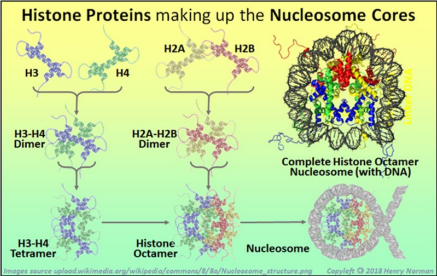 Histone Proteins making up the Nucleosome Cores
H3
H4
H2A
H2B
H3-H4
Dimer
H2A-H2B
Dimer
Linker DNA
Complete Histone Octamer
Nucleosome (with DNA)
H3-H4
Tetramer
Histone
Octamer
Nucleosome
Images source upload.wikimedia.org/wikipedia/commons/8/8a/Nucleosome_structure.png
Copyleft © 2018 Henry Norman